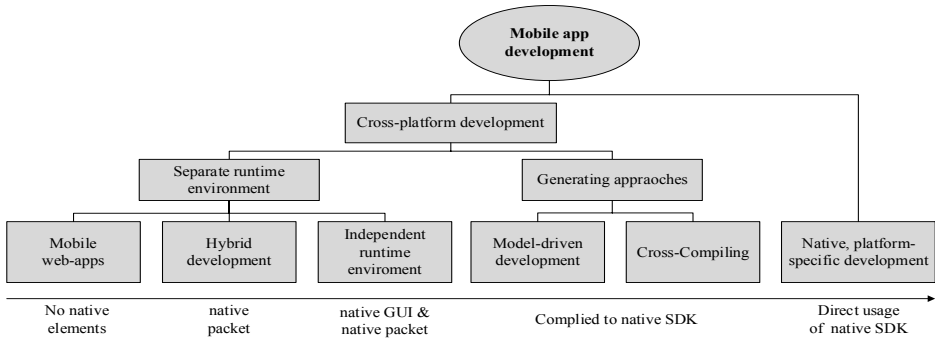 Mobile app
development
Cross-platform development
Separate runtime
environment
Generating appraoches
Mobile
web-apps
Hybrid
development
Independent
runtime
enviroment
Model-driven
development
Cross-Compiling
Native, platform-
specific development
No native
elements
native
packet
native GUI &
native packet
Complied to native SDK
Direct usage
of native SDK